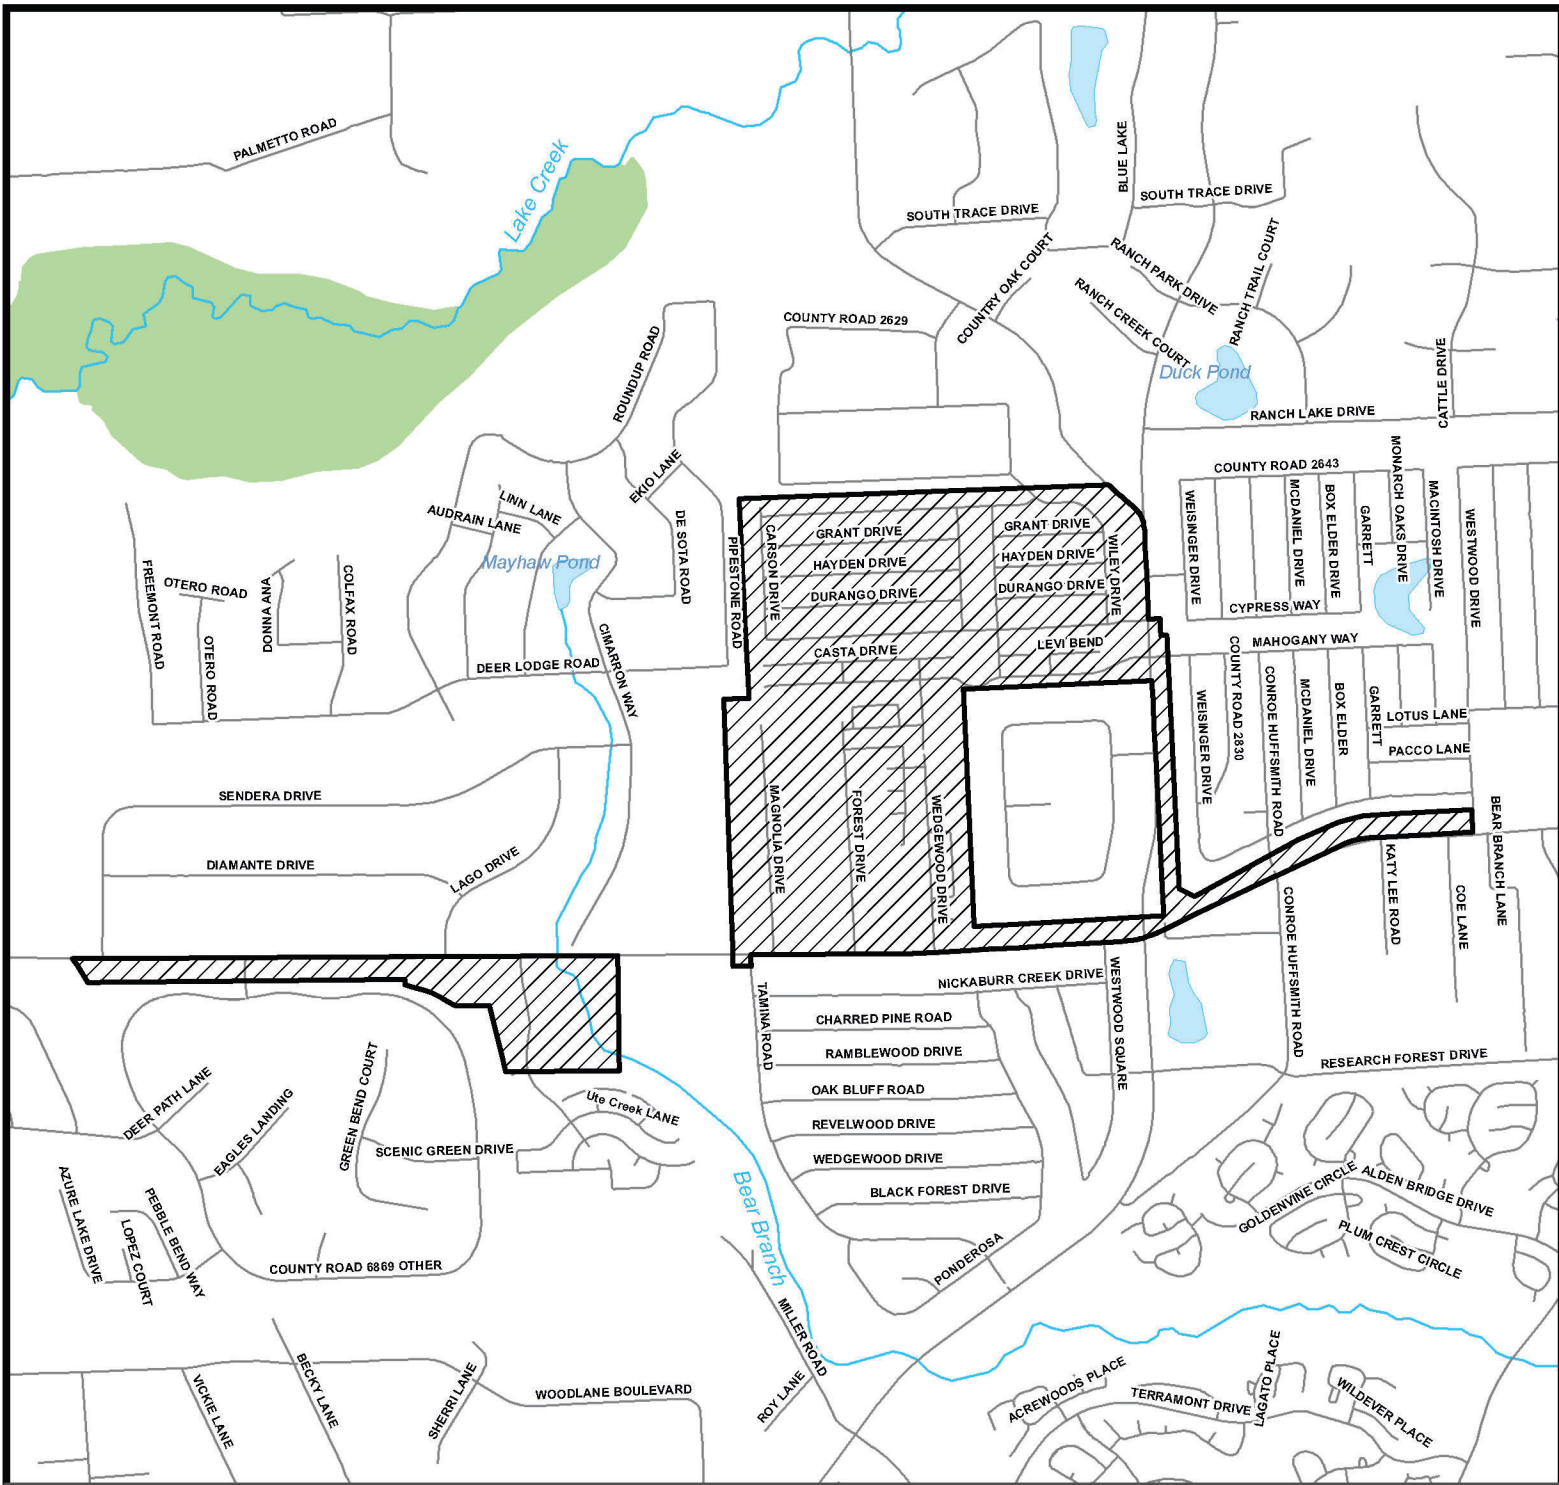 PALMETTO ROAD
Lake Creek
BLUE LAKE
SOUTH TRACE DRIVE
SOUTH TRACE DRIVE
COUNTRY OAK COURT
RANCH PARK DRIVE
RANCH TRAIL COURT
RANCH CREEK COURT
COUNTY ROAD 2629
Duck Pond
ROUNDUP ROAD
CATTLE DRIVE
RANCH LAKE DRIVE
COUNTY ROAD 2643
EKIO LANE
LINN LANE
AUDRAIN LANE
MONARCH OAKS DRIVE
MACINTOSH DRIVE
WEISINGER DRIVE
MCDANIEL DRIVE
BOX ELDER DRIVE
GARRETT
WESTWOOD DRIVE
DE SOTA ROAD
PIPESTONE ROAD
CARSON DRIVE
GRANT DRIVE
GRANT DRIVE
HAYDEN DRIVE
HAYDEN DRIVE
DURANGO DRIVE
DURANGO DRIVE
WILEY DRIVE
Mayhaw Pond
FREEMONT ROAD
OTERO ROAD
DONNA ANA
COLFAX ROAD
OTERO ROAD
CYPRESS WAY
MAHOGANY WAY
LEVI BEND
CASTA DRIVE
DEER LODGE ROAD
CIMARRON WAY
COUNTY ROAD 2830
CONROE HUFFSMITH ROAD
WEISINGER DRIVE
MCDANIEL DRIVE
BOX ELDER
GARRETT
LOTUS LANE
PACCO LANE
SENDERA DRIVE
DIAMANTE DRIVE
LAGO DRIVE
MAGNOLIA DRIVE
FOREST DRIVE
WEDGEWOOD DRIVE
BEAR BRANCH LANE
KATY LEE ROAD
COE LANE
CONROE HUFFSMITH ROAD
TAMINA ROAD
NICKABURR CREEK DRIVE
WESTWOOD SQUARE
CHARRED PINE ROAD
RAMBLEWOOD DRIVE
RESEARCH FOREST DRIVE
OAK BLUFF ROAD
REVELWOOD DRIVE
WEDGEWOOD DRIVE
BLACK FOREST DRIVE
DEER PATH LANE
EAGLES LANDING
GREEN BEND COURT
SCENIC GREEN DRIVE
Ute Creek LANE
AZURE LAKE DRIVE
LOPEZ COURT
PEBBLE BEND WAY
COUNTY ROAD 6869 OTHER
Bear Branch
PONDEROSA
GOLDENVINE CIRCLE
ALDEN BRIDGE DRIVE
PLUM CREST CIRCLE
MILLER ROAD
ROY LANE
VICKIE LANE
BECKY LANE
SHERRI LANE
WOODLANE BOULEVARD
ACREWOODS PLACE
TERRAMONT DRIVE
LAGATO PLACE
WILDEVER PLACE